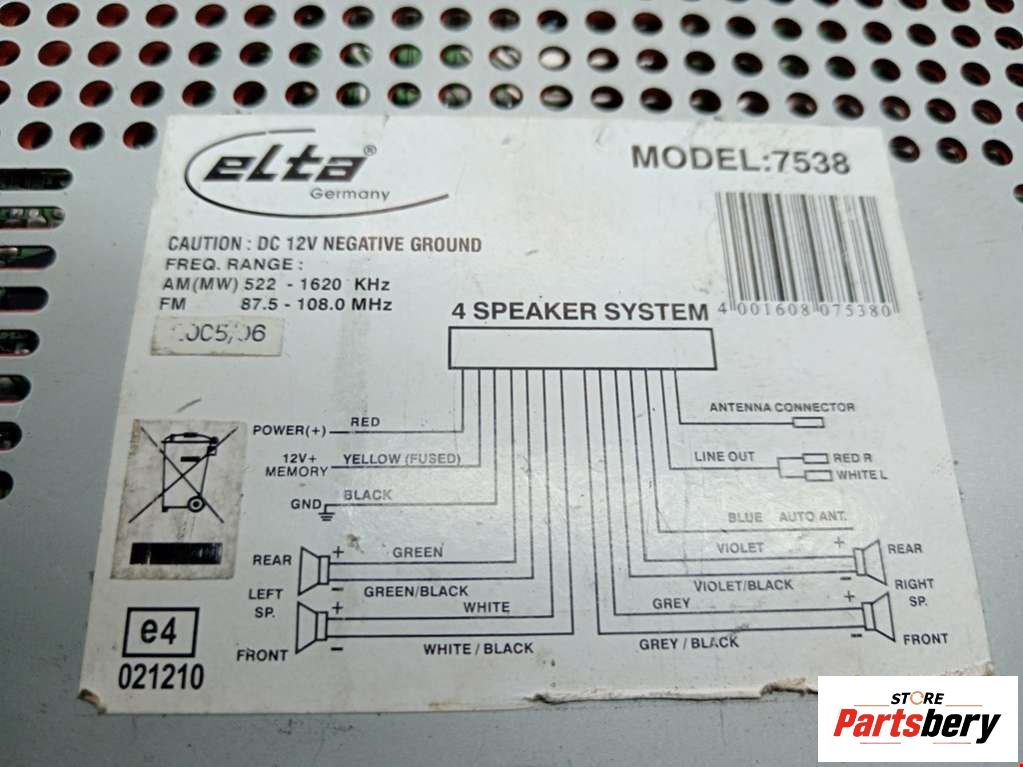 elta®
Germany
MODEL:7538
CAUTION : DC 12V NEGATIVE GROUND
FREQ. RANGE :
AM(MW) 522 - 1620 KHz
FM 87.5 - 108.0 MHz
4 SPEAKER SYSTEM
4 001608 075380
ANTENNA CONNECTOR
POWER(+) RED
12V+
MEMORY
YELLOW (FUSED)
LINE OUT
RED R
WHITE L
GND BLACK
BLUE AUTO ANT.
REAR + GREEN
- GREEN/BLACK
LEFT
SP.
+ WHITE
FRONT - WHITE / BLACK
VIOLET + REAR
VIOLET/BLACK -
RIGHT
SP.
GREY +
GREY / BLACK - FRONT
e4
021210
STORE
Partsbery